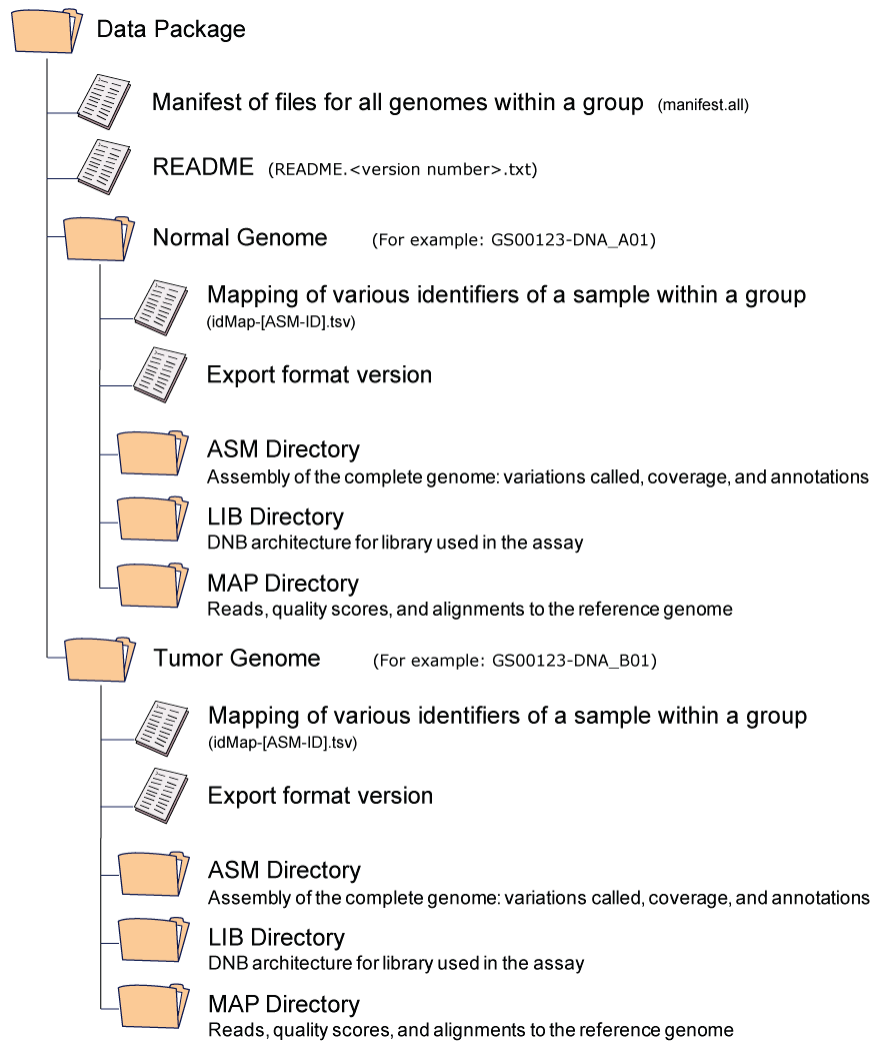 Data Package
Manifest of files for all genomes within a group (manifest.all)
README (README.<version number>.txt)
Normal Genome (For example: GS00123-DNA_A01)
Mapping of various identifiers of a sample within a group
(idMap-[ASM-ID].tsv)
Export format version
ASM Directory
Assembly of the complete genome: variations called, coverage, and annotations
LIB Directory
DNB architecture for library used in the assay
MAP Directory
Reads, quality scores, and alignments to the reference genome
Tumor Genome (For example: GS00123-DNA_B01)
Mapping of various identifiers of a sample within a group
(idMap-[ASM-ID].tsv)
Export format version
ASM Directory
Assembly of the complete genome: variations called, coverage, and annotations
LIB Directory
DNB architecture for library used in the assay
MAP Directory
Reads, quality scores, and alignments to the reference genome